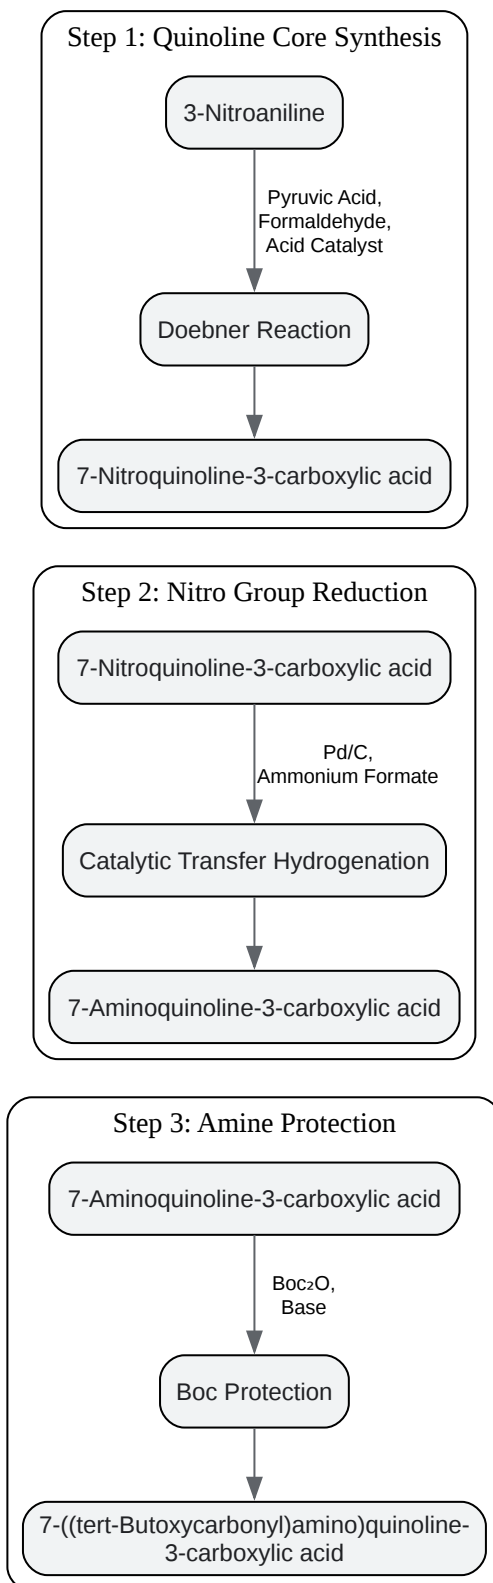 Step 1: Quinoline Core Synthesis
3-Nitroaniline
Pyruvic Acid,
Formaldehyde,
Acid Catalyst
Doebner Reaction
7-Nitroquinoline-3-carboxylic acid
Step 2: Nitro Group Reduction
7-Nitroquinoline-3-carboxylic acid
Pd/C,
Ammonium Formate
Catalytic Transfer Hydrogenation
7-Aminoquinoline-3-carboxylic acid
Step 3: Amine Protection
7-Aminoquinoline-3-carboxylic acid
Boc₂O,
Base
Boc Protection
7-((tert-Butoxycarbonyl)amino)quinoline-
3-carboxylic acid